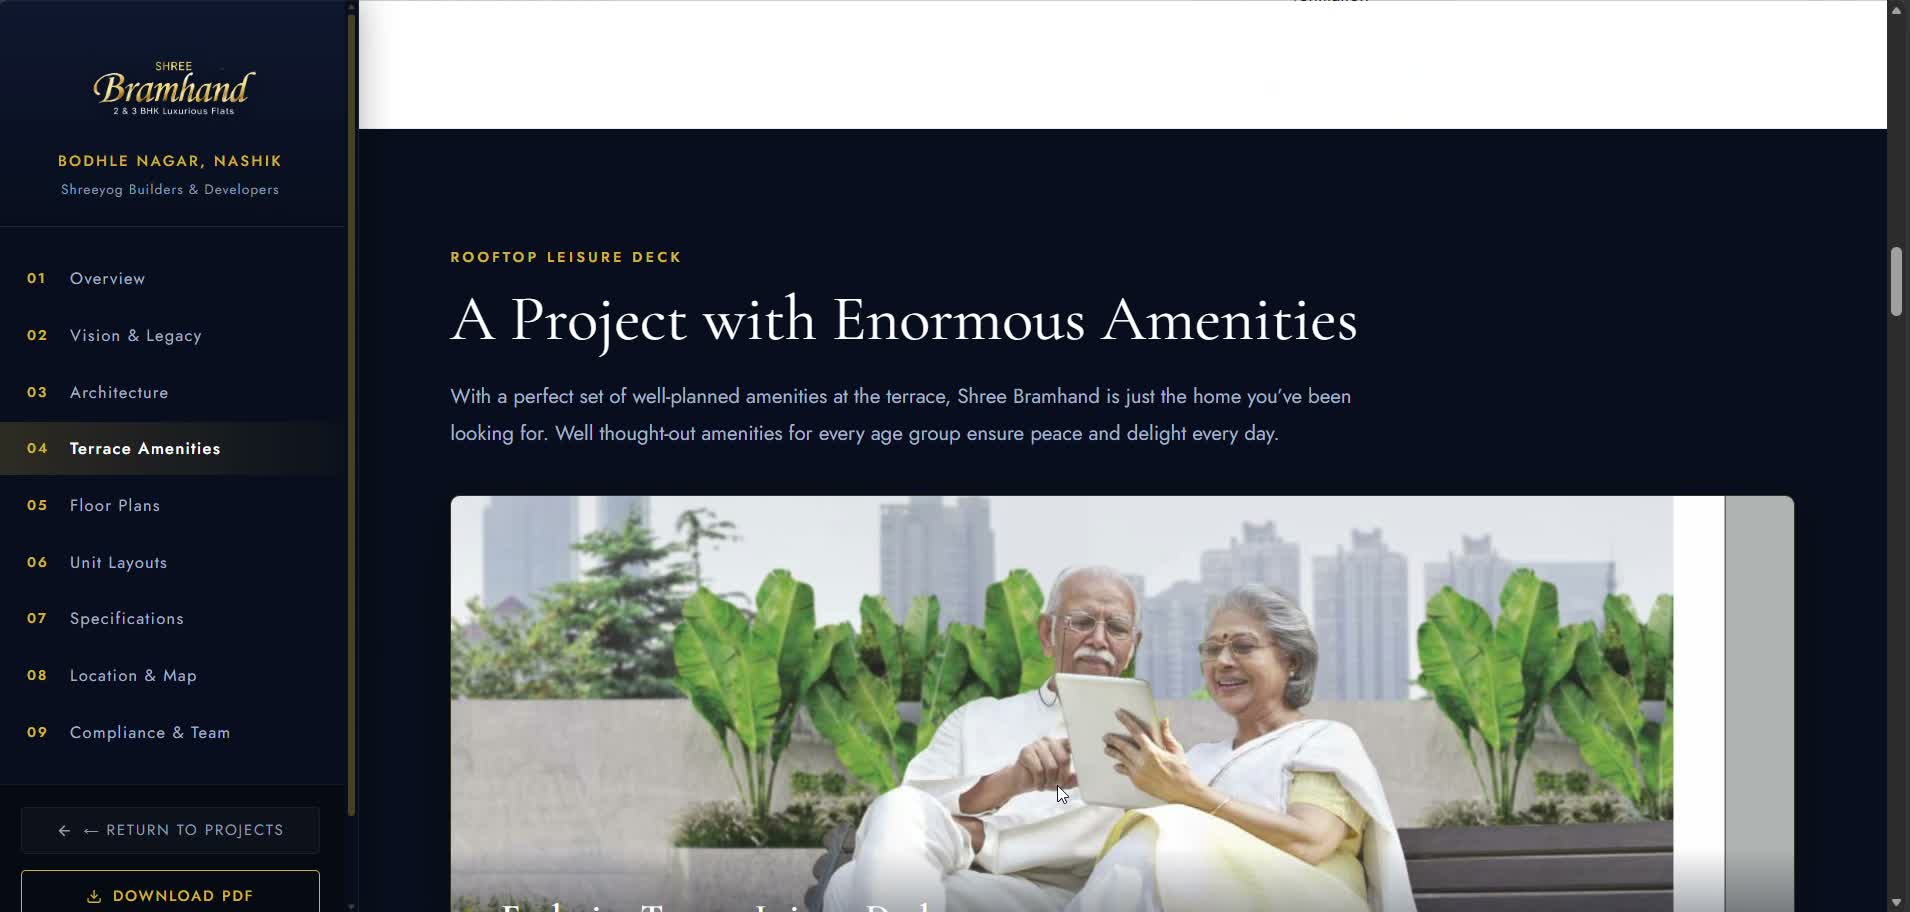 SHREE
Bramhand
2 & 3 BHK Luxurious Flats
BODHLE NAGAR, NASHIK
Shreeyog Builders & Developers
01 Overview
02 Vision & Legacy
03 Architecture
04 Terrace Amenities
05 Floor Plans
06 Unit Layouts
07 Specifications
08 Location & Map
09 Compliance & Team
← ← RETURN TO PROJECTS
DOWNLOAD PDF
ROOFTOP LEISURE DECK
A Project with Enormous Amenities
With a perfect set of well-planned amenities at the terrace, Shree Bramhand is just the home you’ve been
looking for. Well thought-out amenities for every age group ensure peace and delight every day.